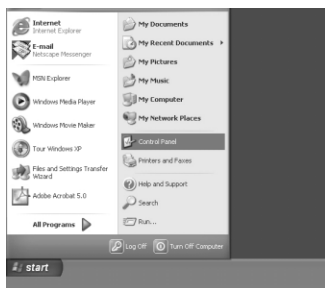 Internet
Internet Explorer
E-mail
Netscape Messenger
MSN Explorer
Windows Media Player
Windows Movie Maker
Tour Windows XP
Files and Settings Transfer
Wizard
Adobe Acrobat 5.0
All Programs
My Documents
My Recent Documents
My Pictures
My Music
My Computer
My Network Places
Control Panel
Printers and Faxes
Help and Support
Search
Run...
Log Off
Turn Off Computer
start